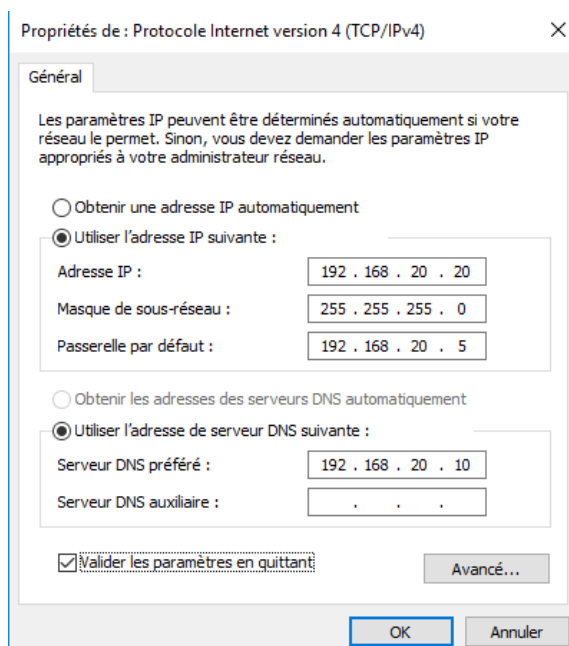 Propriétés de : Protocole Internet version 4 (TCP/IPv4)
Général
Les paramètres IP peuvent être déterminés automatiquement si votre
réseau le permet. Sinon, vous devez demander les paramètres IP
appropriés à votre administrateur réseau.
Obtenir une adresse IP automatiquement
Utiliser l'adresse IP suivante :
Adresse IP : 192 . 168 . 20 . 20
Masque de sous-réseau : 255 . 255 . 255 . 0
Passerelle par défaut : 192 . 168 . 20 . 5
Obtenir les adresses des serveurs DNS automatiquement
Utiliser l'adresse de serveur DNS suivante :
Serveur DNS préféré : 192 . 168 . 20 . 10
Serveur DNS auxiliaire : . . .
Valider les paramètres en quittant
Avancé...
OK Annuler